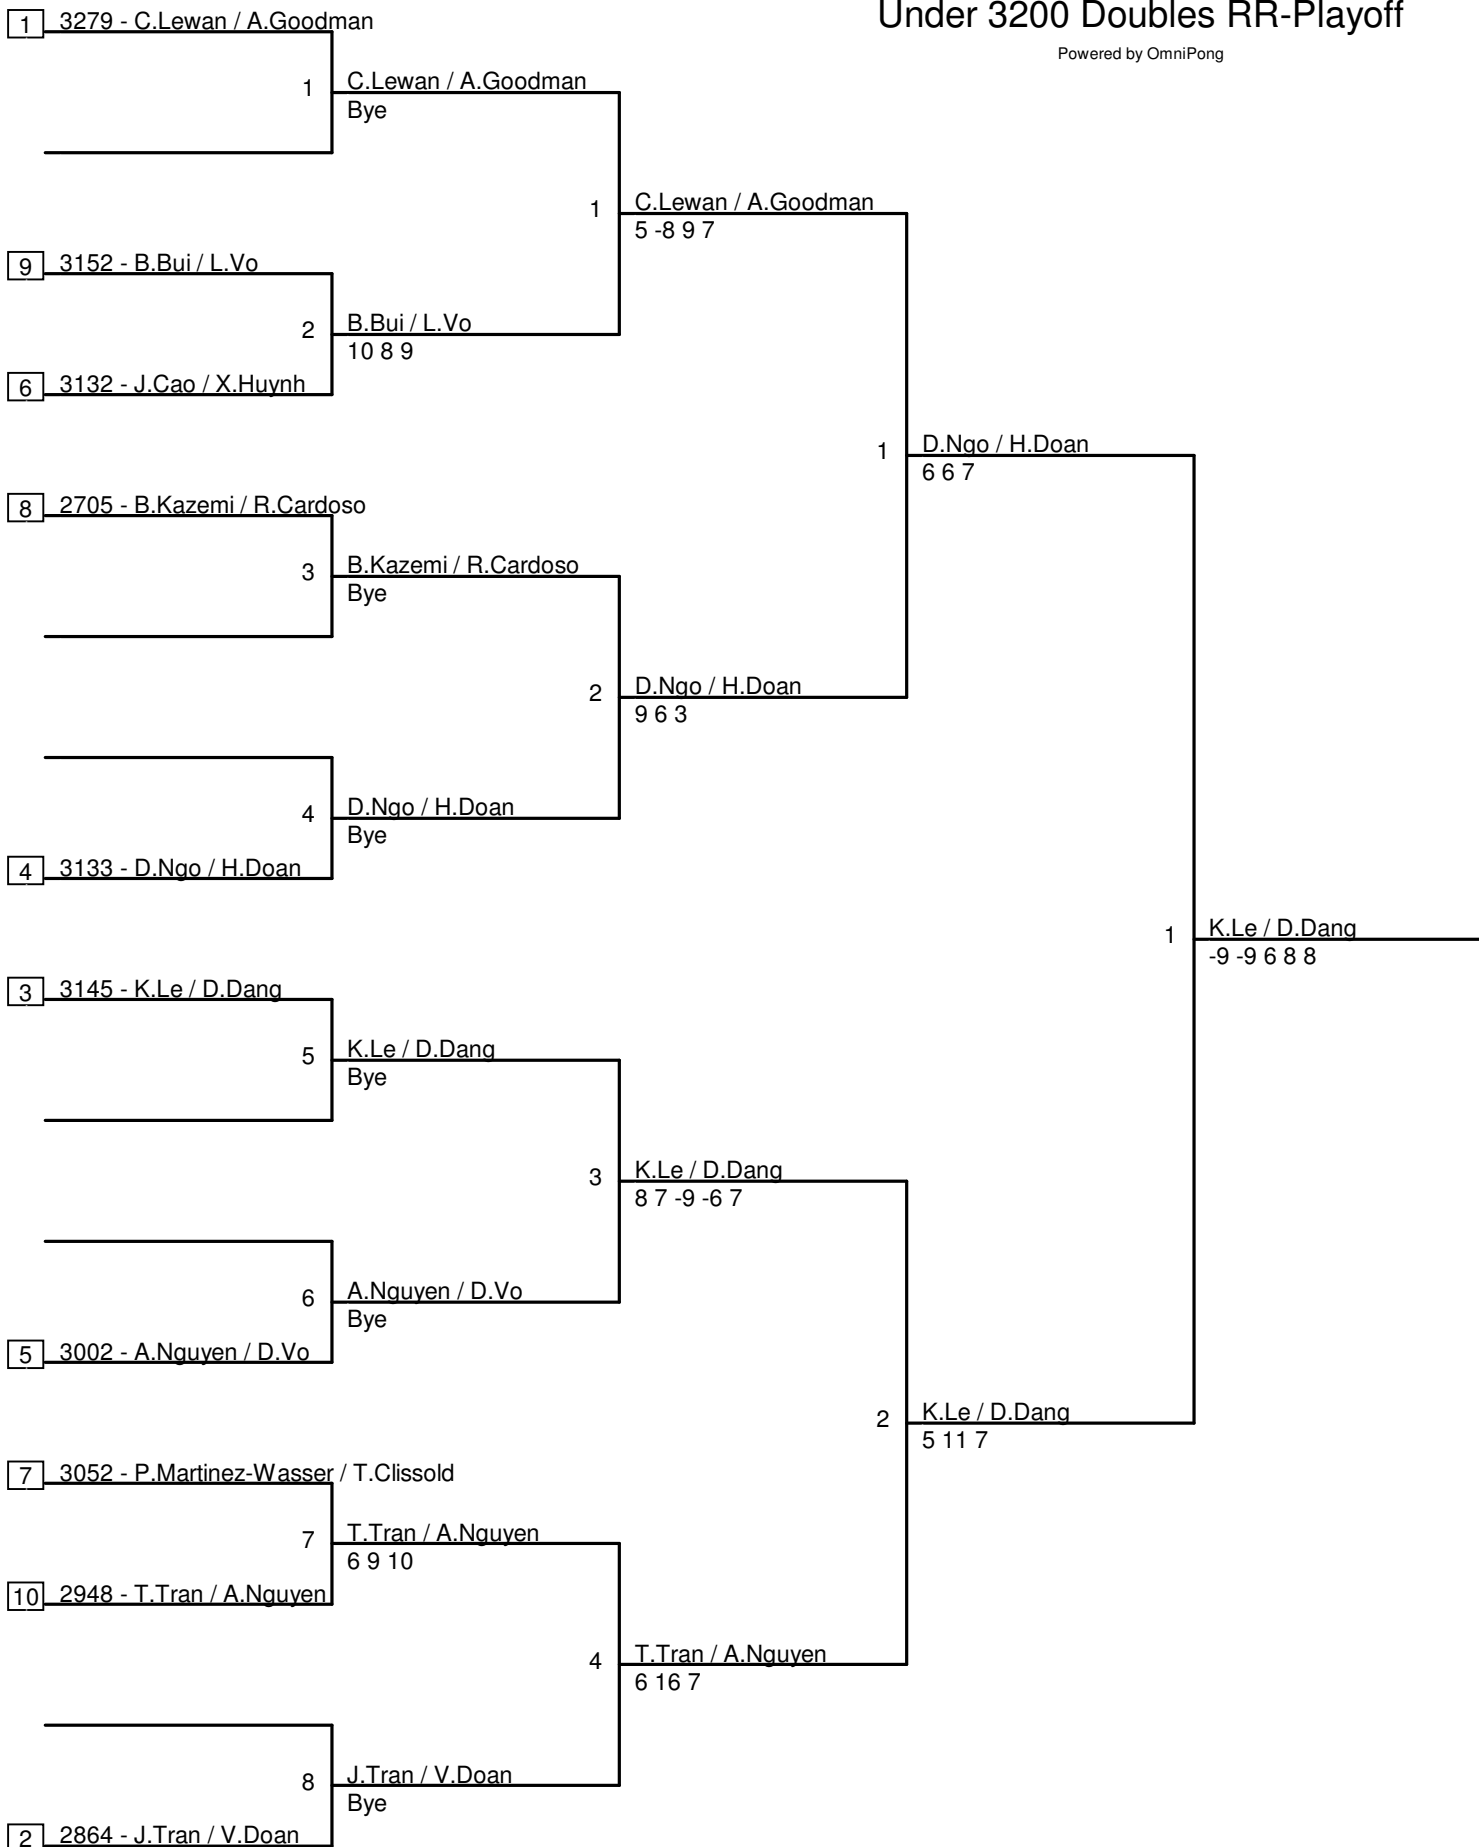 Under 3200 Doubles RR-Playoff
Powered by OmniPong
1 3279 - C.Lewan / A.Goodman
1 C.Lewan / A.Goodman
Bye
1 C.Lewan / A.Goodman
5 -8 9 7
9 3152 - B.Bui / L.Vo
2 B.Bui / L.Vo
10 8 9
6 3132 - J.Cao / X.Huynh
1 D.Ngo / H.Doan
6 6 7
8 2705 - B.Kazemi / R.Cardoso
3 B.Kazemi / R.Cardoso
Bye
2 D.Ngo / H.Doan
9 6 3
4 D.Ngo / H.Doan
Bye
4 3133 - D.Ngo / H.Doan
1 K.Le / D.Dang
-9 -9 6 8 8
3 3145 - K.Le / D.Dang
5 K.Le / D.Dang
Bye
3 K.Le / D.Dang
8 7 -9 -6 7
6 A.Nguyen / D.Vo
Bye
5 3002 - A.Nguyen / D.Vo
2 K.Le / D.Dang
5 11 7
7 3052 - P.Martinez-Wasser / T.Clissold
7 T.Tran / A.Nguyen
6 9 10
10 2948 - T.Tran / A.Nguyen
4 T.Tran / A.Nguyen
6 16 7
8 J.Tran / V.Doan
Bye
2 2864 - J.Tran / V.Doan